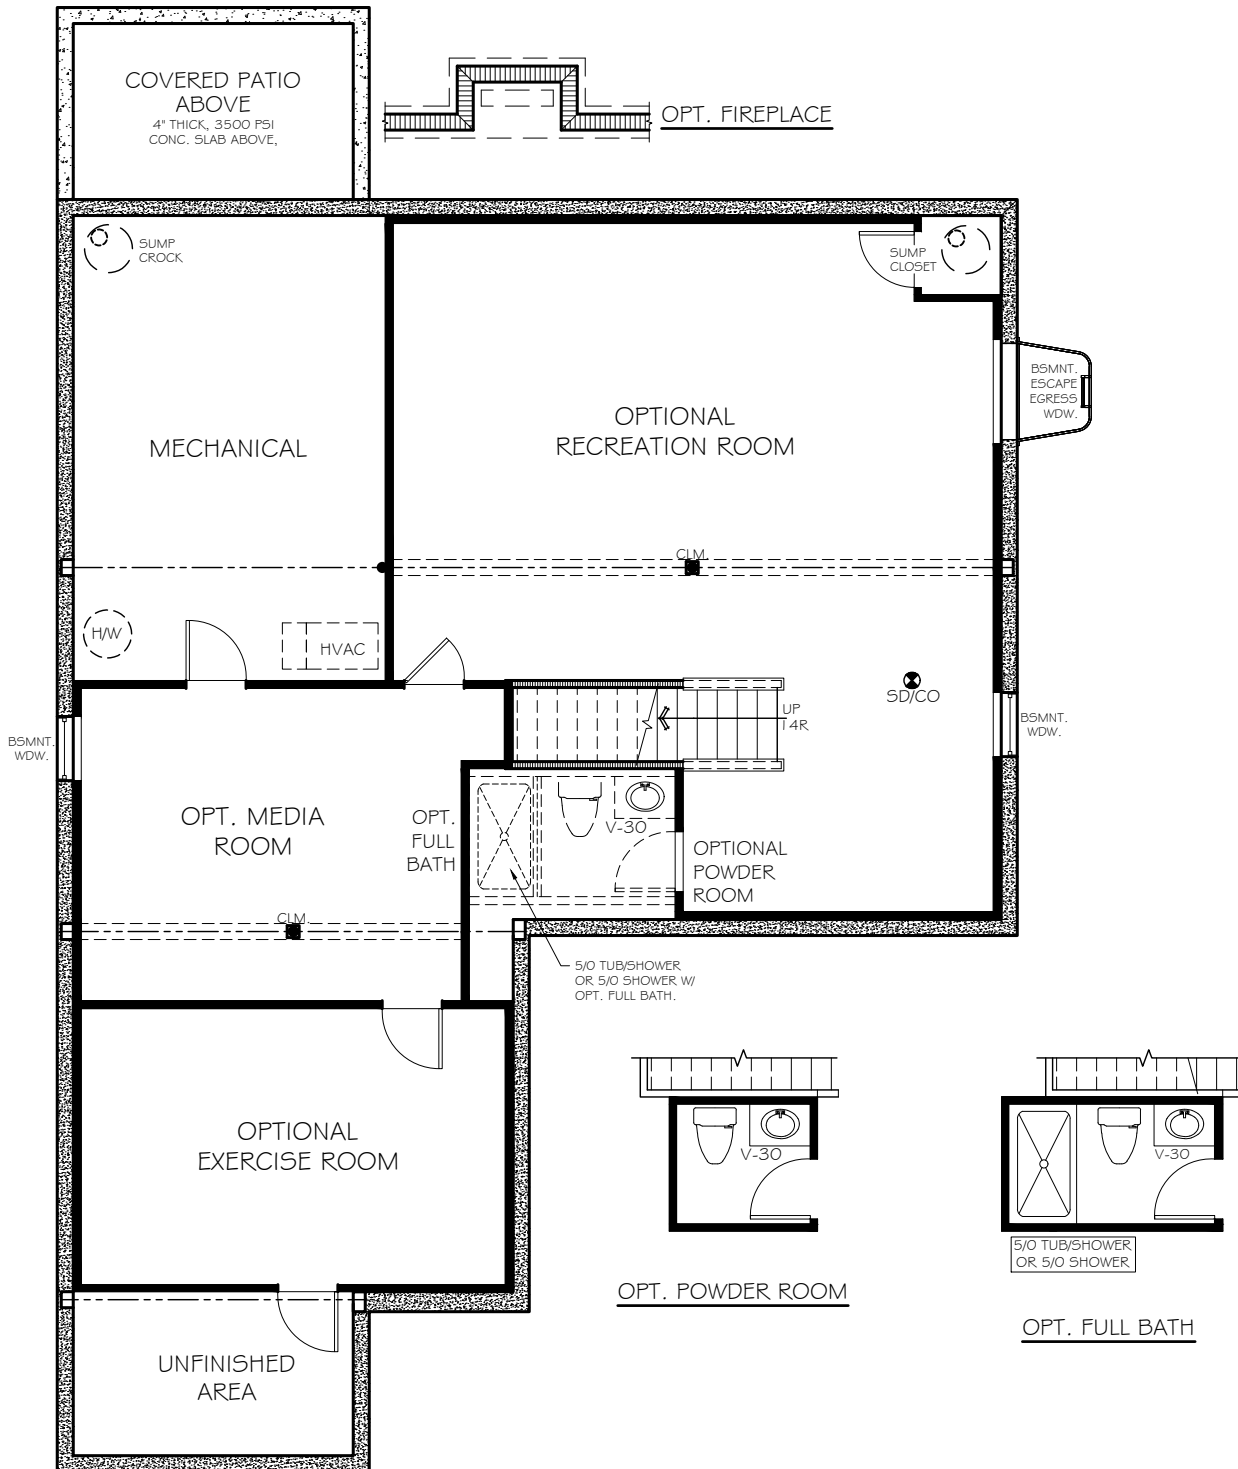 COVERED PATIO
ABOVE
4" THICK, 3500 PSI
CONC. SLAB ABOVE,
OPT. FIREPLACE
SUMP
CROCK
SUMP
CLOSET
BSMNT.
ESCAPE
EGRESS
WDW.
MECHANICAL
OPTIONAL
RECREATION ROOM
CLM.
H/W
HVAC
SD/CO
UP
14R
BSMNT.
WDW.
BSMNT.
WDW.
OPT. MEDIA
ROOM
OPT.
FULL
BATH
V-30
OPTIONAL
POWDER
ROOM
CLM.
5/0 TUB/SHOWER
OR 5/0 SHOWER W/
OPT. FULL BATH.
OPTIONAL
EXERCISE ROOM
V-30
V-30
5/0 TUB/SHOWER
OR 5/0 SHOWER
OPT. POWDER ROOM
OPT. FULL BATH
UNFINISHED
AREA